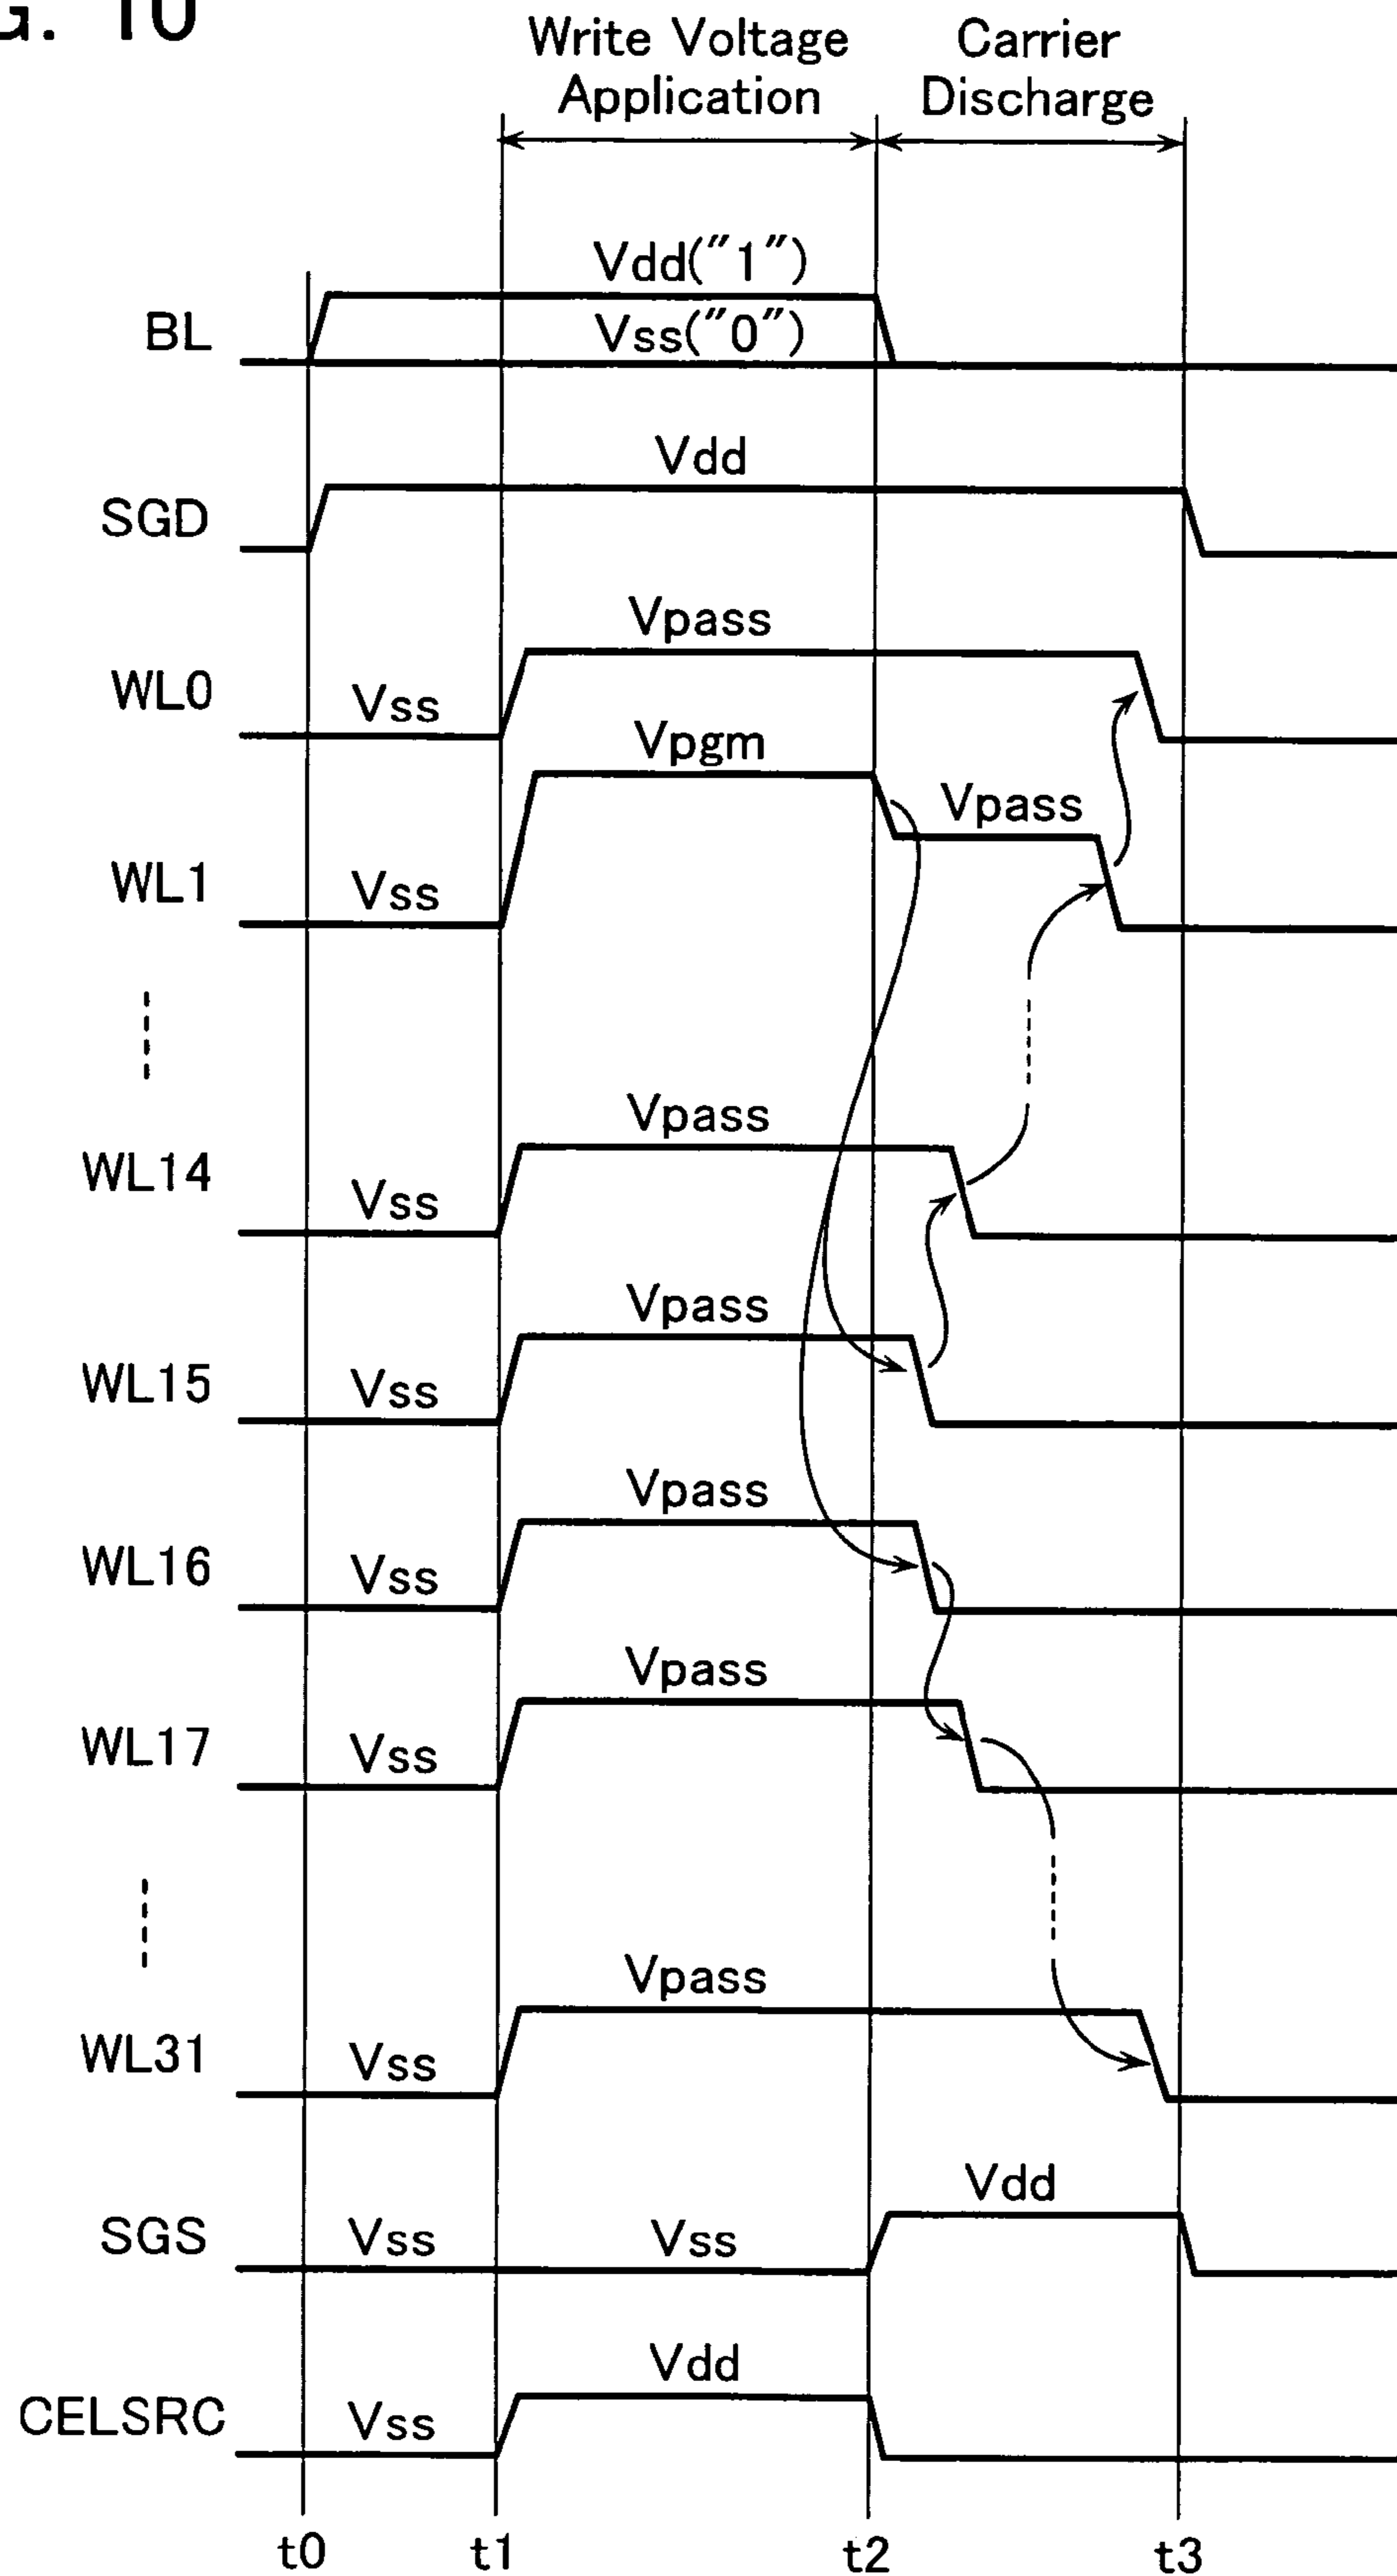 G. 10
Write Voltage
Application
Carrier
Discharge
BL
Vdd("1")
Vss("0")
SGD
Vdd
WL0
Vss
Vpass
WL1
Vss
Vpgm
Vpass
WL14
Vss
Vpass
WL15
Vss
Vpass
WL16
Vss
Vpass
WL17
Vss
Vpass
WL31
Vss
Vpass
SGS
Vss
Vss
Vdd
CELSRC
Vss
Vdd
t0
t1
t2
t3